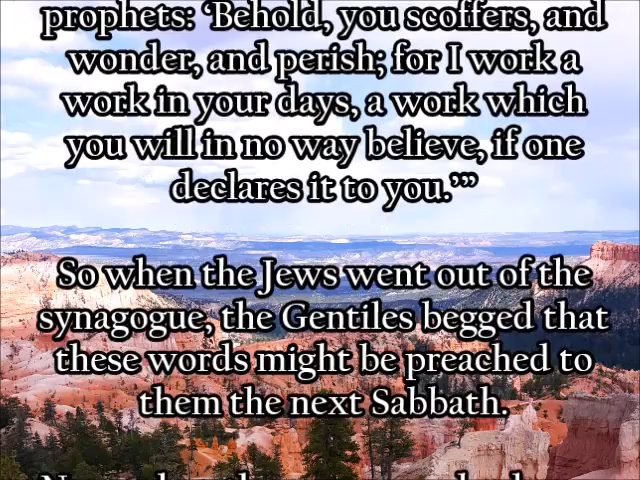 prophets: ‘Behold, you scoffers, and
wonder, and perish; for I work a
work in your days, a work which
you will in no way believe, if one
declares it to you.’”
So when the Jews went out of the
synagogue, the Gentiles begged that
these words might be preached to
them the next Sabbath.